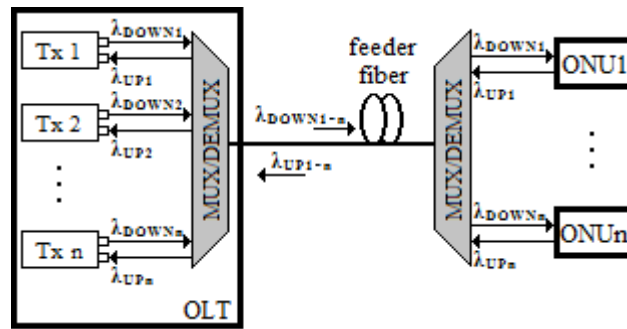 Tx 1
λDOWN1
λUP1
Tx 2
λDOWN2
λUP2
Tx n
λDOWNn
λUPn
MUX/DEMUX
OLT
λDOWN1-n
λUP1-n
feeder
fiber
MUX/DEMUX
λDOWN1
λUP1
ONU1
λDOWNn
λUPn
ONUn